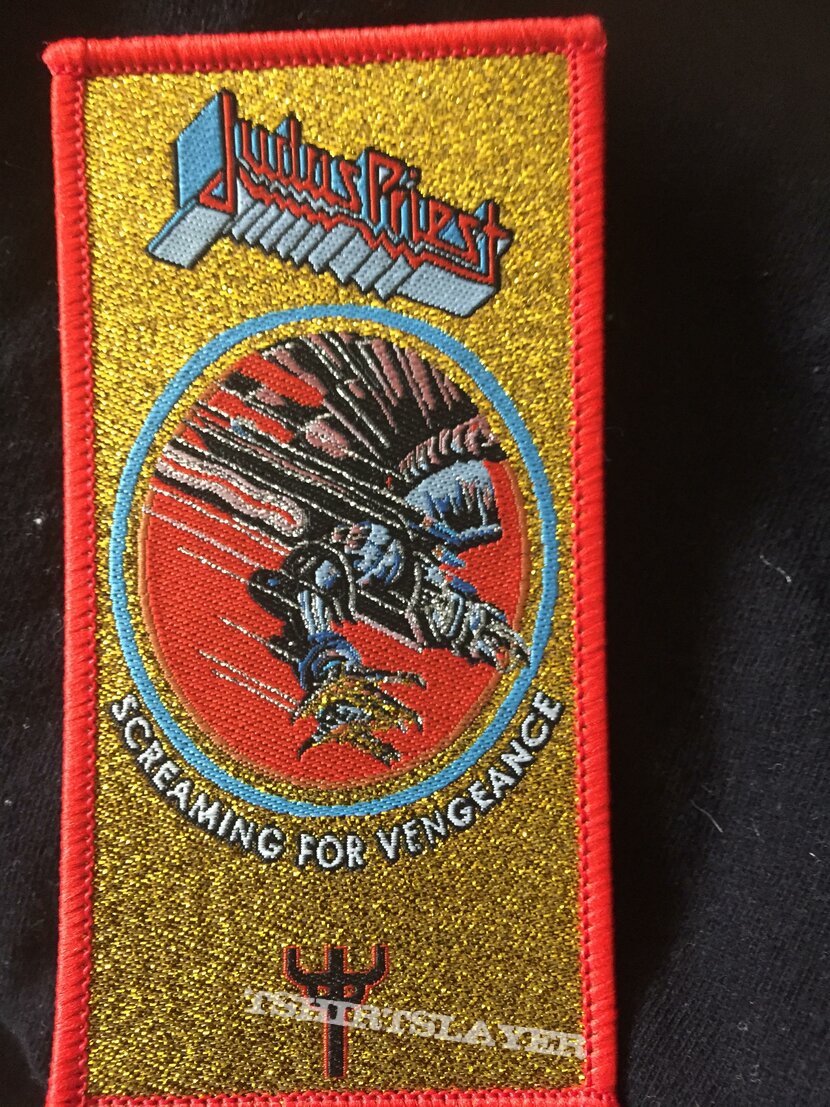 Judas Priest
SCREAMING FOR VENGEANCE
TSHIRTSLAYER